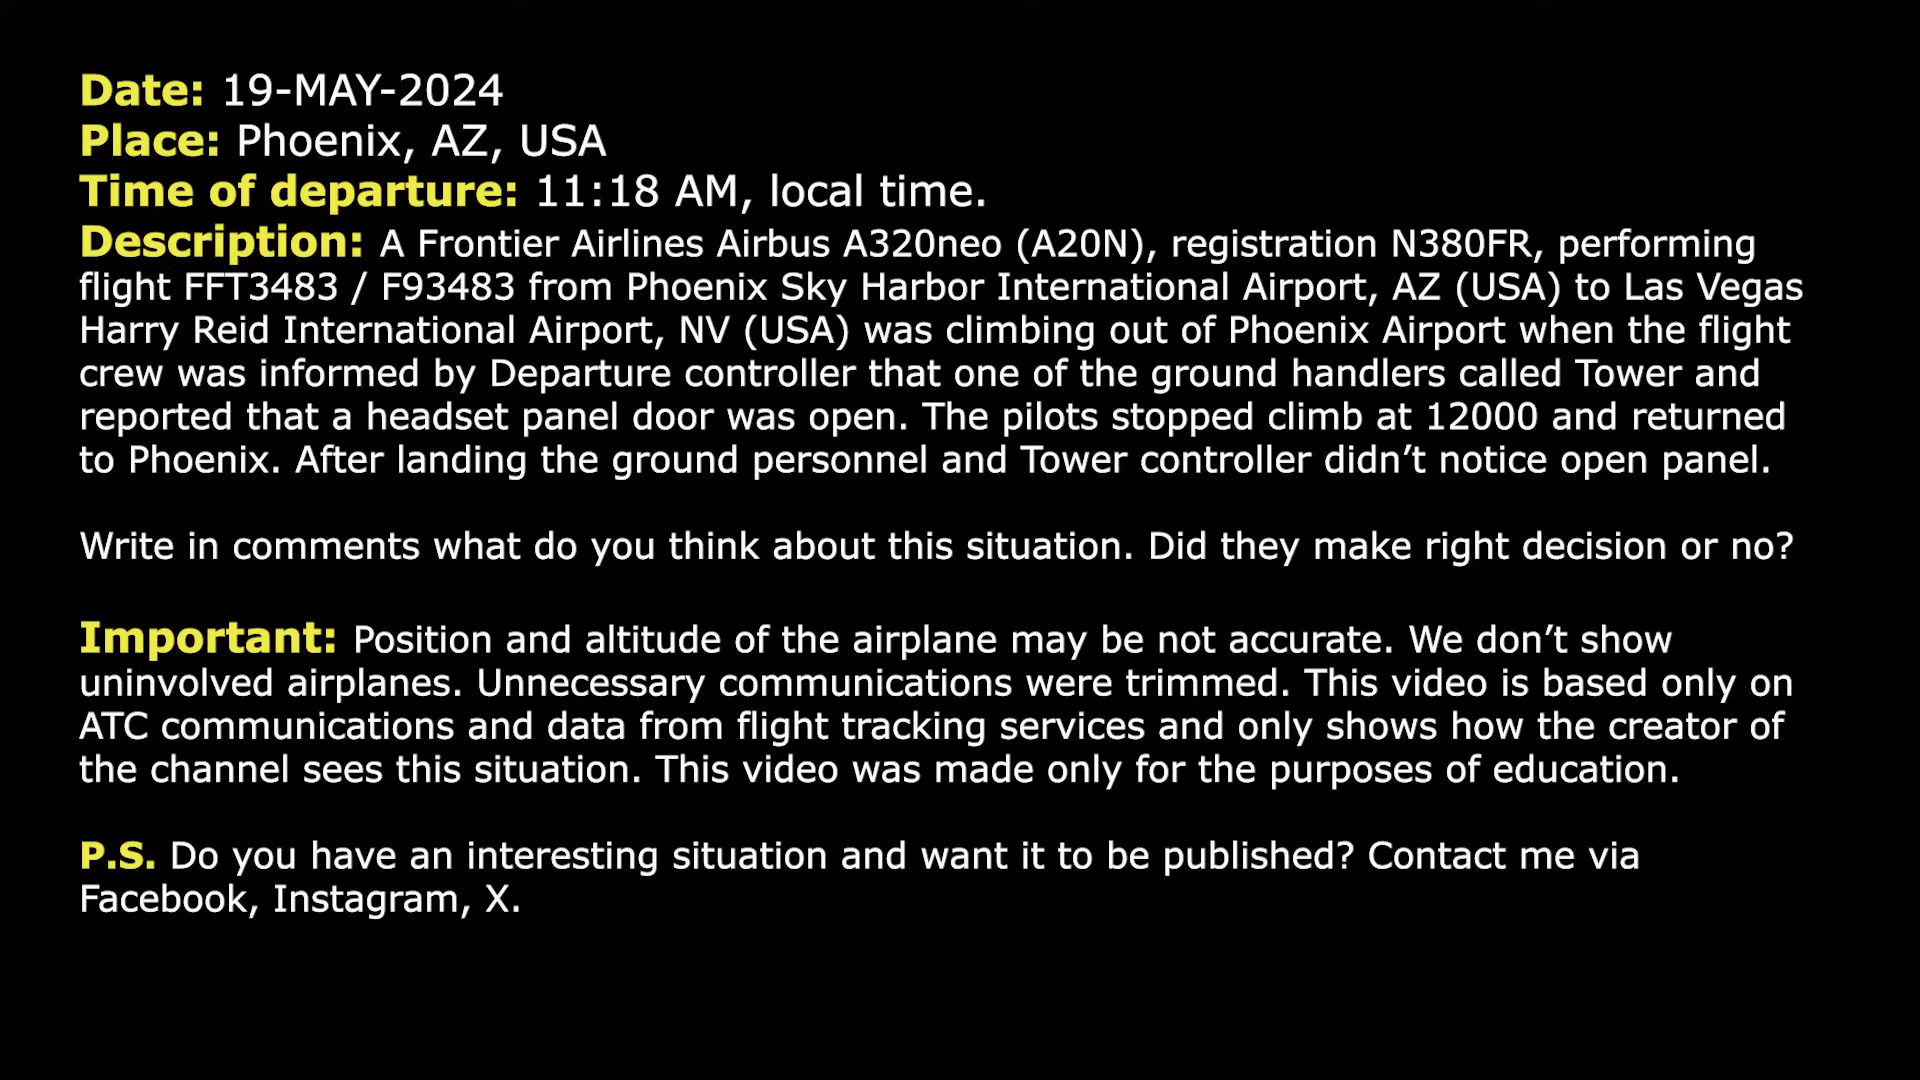 Date: 19-MAY-2024
Place: Phoenix, AZ, USA
Time of departure: 11:18 AM, local time.
Description: A Frontier Airlines Airbus A320neo (A20N), registration N380FR, performing
flight FFT3483 / F93483 from Phoenix Sky Harbor International Airport, AZ (USA) to Las Vegas
Harry Reid International Airport, NV (USA) was climbing out of Phoenix Airport when the flight
crew was informed by Departure controller that one of the ground handlers called Tower and
reported that a headset panel door was open. The pilots stopped climb at 12000 and returned
to Phoenix. After landing the ground personnel and Tower controller didn’t notice open panel.
Write in comments what do you think about this situation. Did they make right decision or no?
Important: Position and altitude of the airplane may be not accurate. We don’t show
uninvolved airplanes. Unnecessary communications were trimmed. This video is based only on
ATC communications and data from flight tracking services and only shows how the creator of
the channel sees this situation. This video was made only for the purposes of education.
P.S. Do you have an interesting situation and want it to be published? Contact me via
Facebook, Instagram, X.